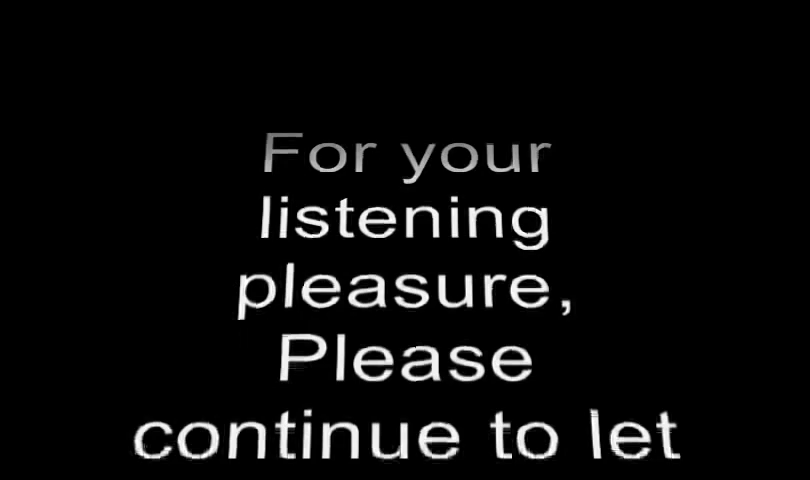 For your
listening
pleasure,
Please
continue to let